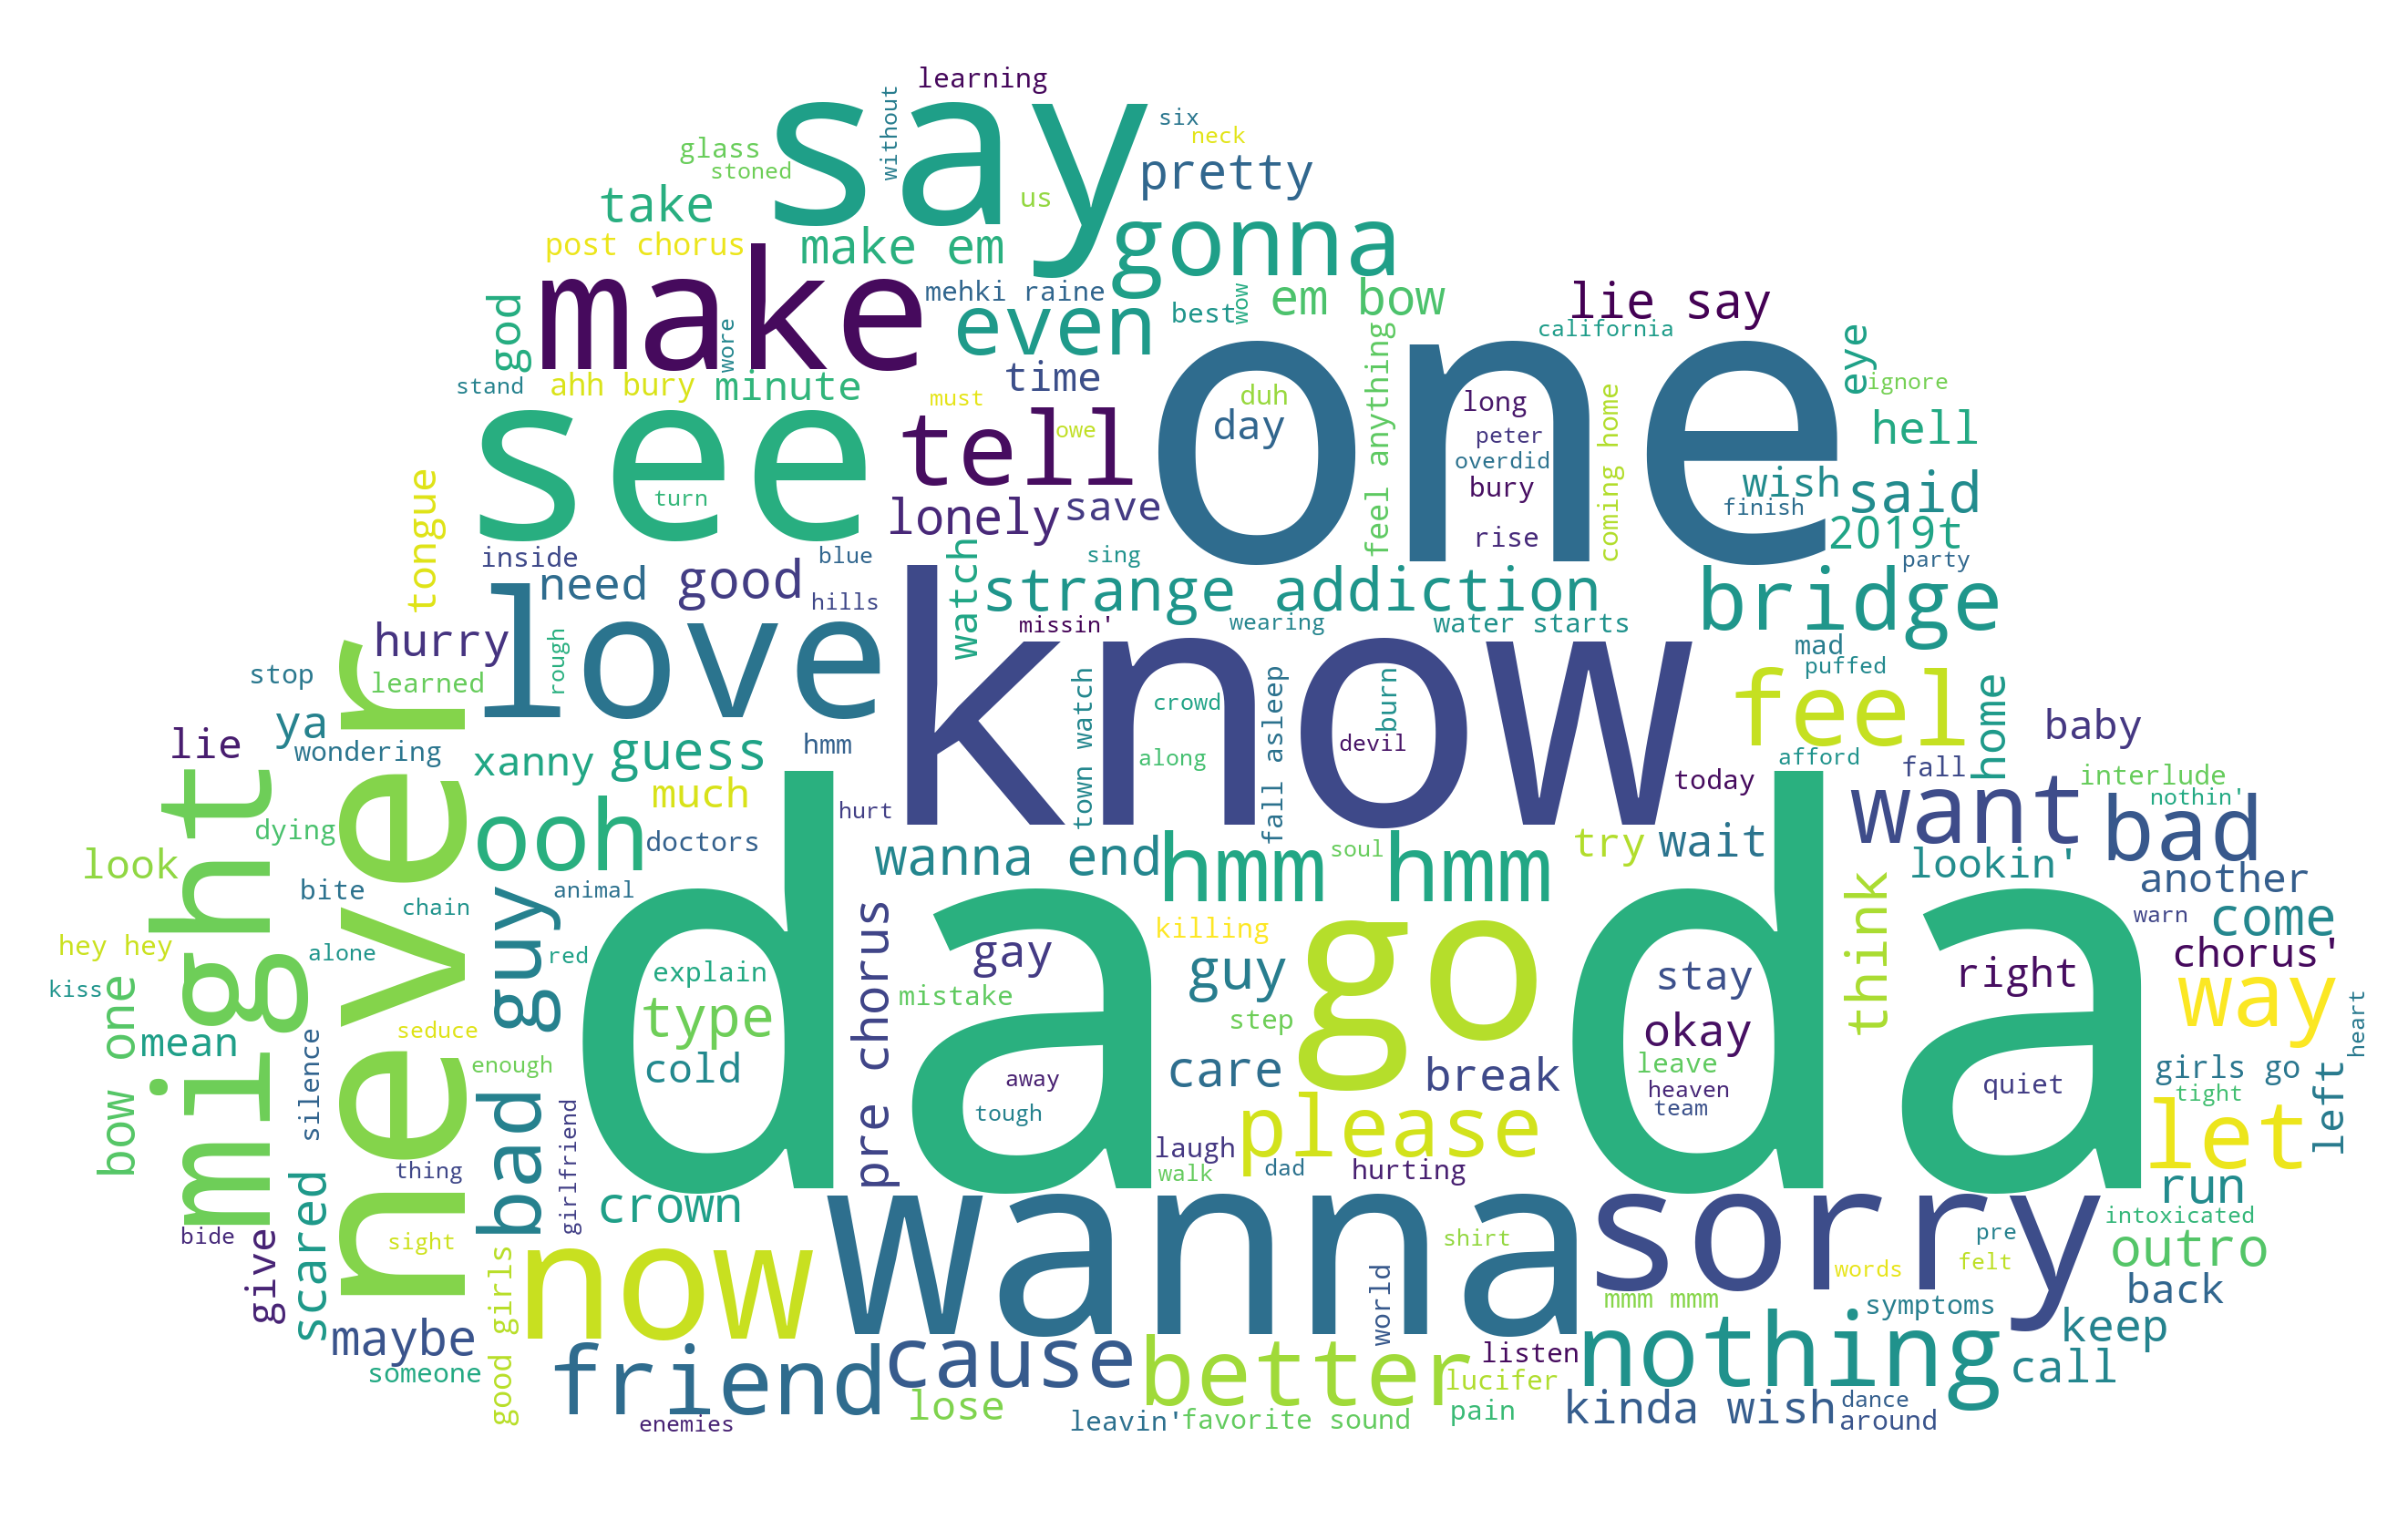 learning
say
without
six
neck
glass
stoned
pretty
take
us
post chorus
make em
gonna
make
mehki raine
god
even
best
wow
em bow
lie say
california
eye
wore
time
stand
ahh bury
minute
must
duh
one
feel anything
long
ignore
see
tell
owe
day
peter
coming home
hell
overdid
turn
bury
wish
said
tongue
lonely
save
finish
rise
2019t
inside
blue
watch
sing
party
need
good
strange addiction
bridge
love
hills
hurry
rough
missin'
wearing
water starts
mad
puffed
stop
learned
know
feel
home
never
town watch
crowd
fall asleep
burn
baby
ya
lie
wondering
xanny
guess
hmm
along
devil
today
afford
fall
interlude
might
much
hurt
want
nothin'
dying
ooh
doctors
bad
look
wanna end
hmm hmm
soul
try
wait
lookin'
bite
animal
another
chain
da da
think
warn
come
hey hey
alone
guy
red
pre chorus
killing
go
gay
explain
stay
right
chorus'
kiss
bow one
mistake
guy
way
heart
type
step
okay
mean
seduce
silence
enough
cold
care
break
leave
girls go
away
heaven
quiet
tight
left
bad
tough
team
please
let
girlfriend
thing
laugh
walk
dad
hurting
run
scared
crown
wanna
sorry
intoxicated
bide
sight
give
shirt
pre
outro
good girls
now
words
felt
world
mmm mmm
symptoms
back
maybe
keep
someone
friend
cause
better
listen
nothing
call
lucifer
lose
enemies
leavin'
favorite sound
pain
kinda wish
dance
around